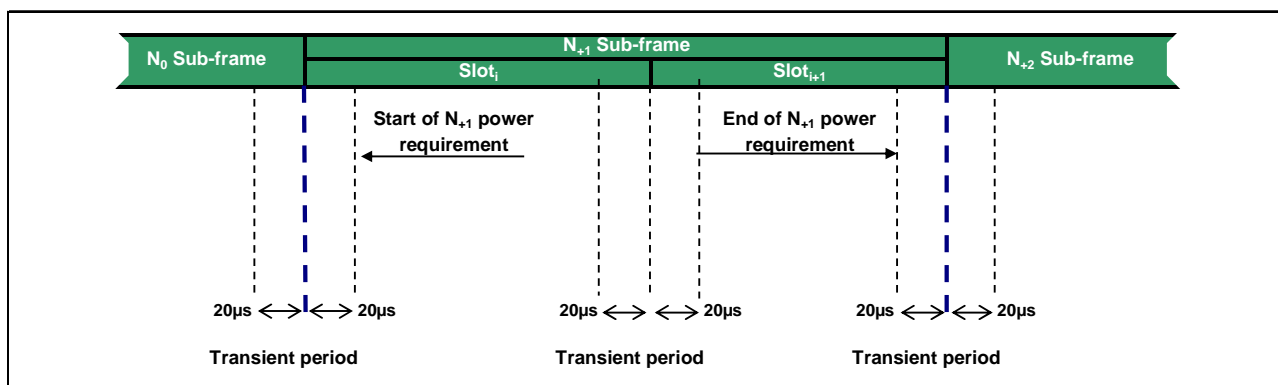 N+1 Sub-frame
N0 Sub-frame
N+2 Sub-frame
Sloti
Sloti+1
Start of N+1 power
requirement
End of N+1 power
requirement
20µs
20µs
20µs
20µs
20µs
20µs
Transient period
Transient period
Transient period